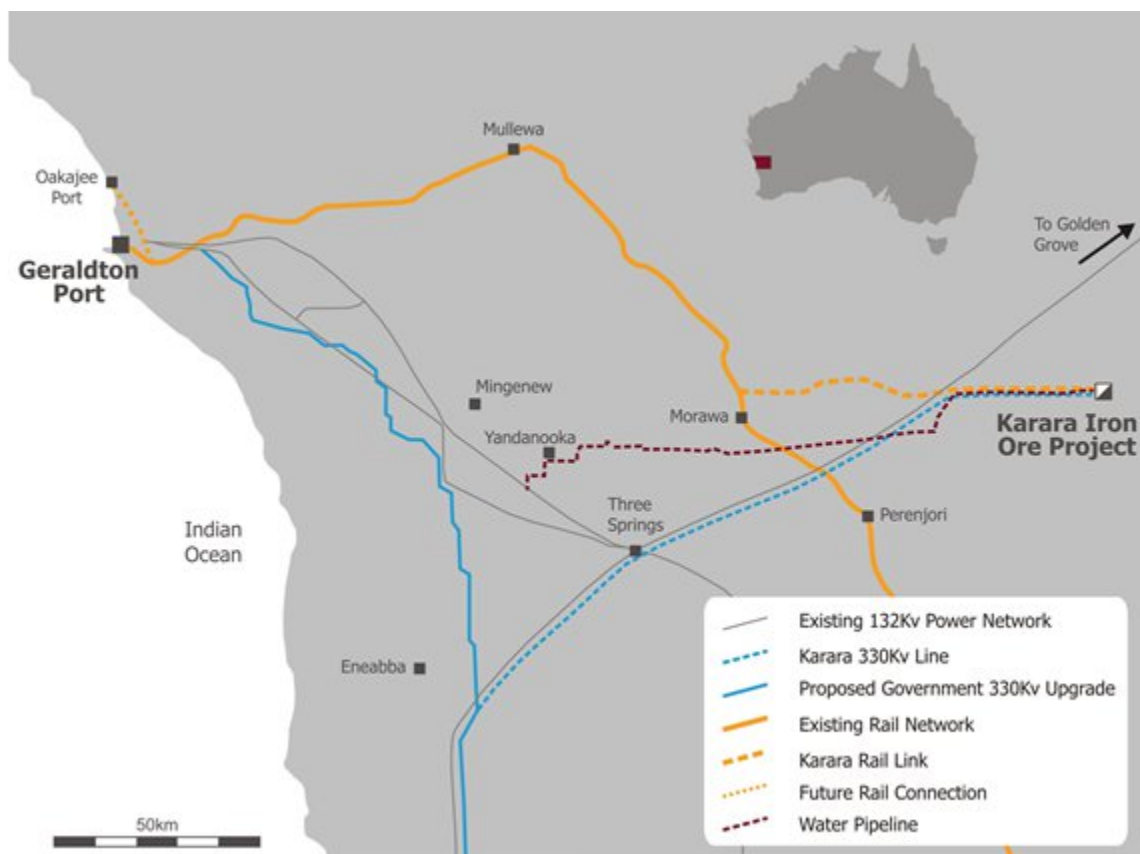 Mullewa
Oakajee
Port
To Golden
Grove
Geraldton
Port
Mingenew
Morawa
Karara Iron
Ore Project
Yandanooka
Three
Springs
Perenjori
Indian
Ocean
Eneabba
Existing 132Kv Power Network
Karara 330Kv Line
Proposed Government 330Kv Upgrade
Existing Rail Network
Karara Rail Link
Future Rail Connection
Water Pipeline
50km